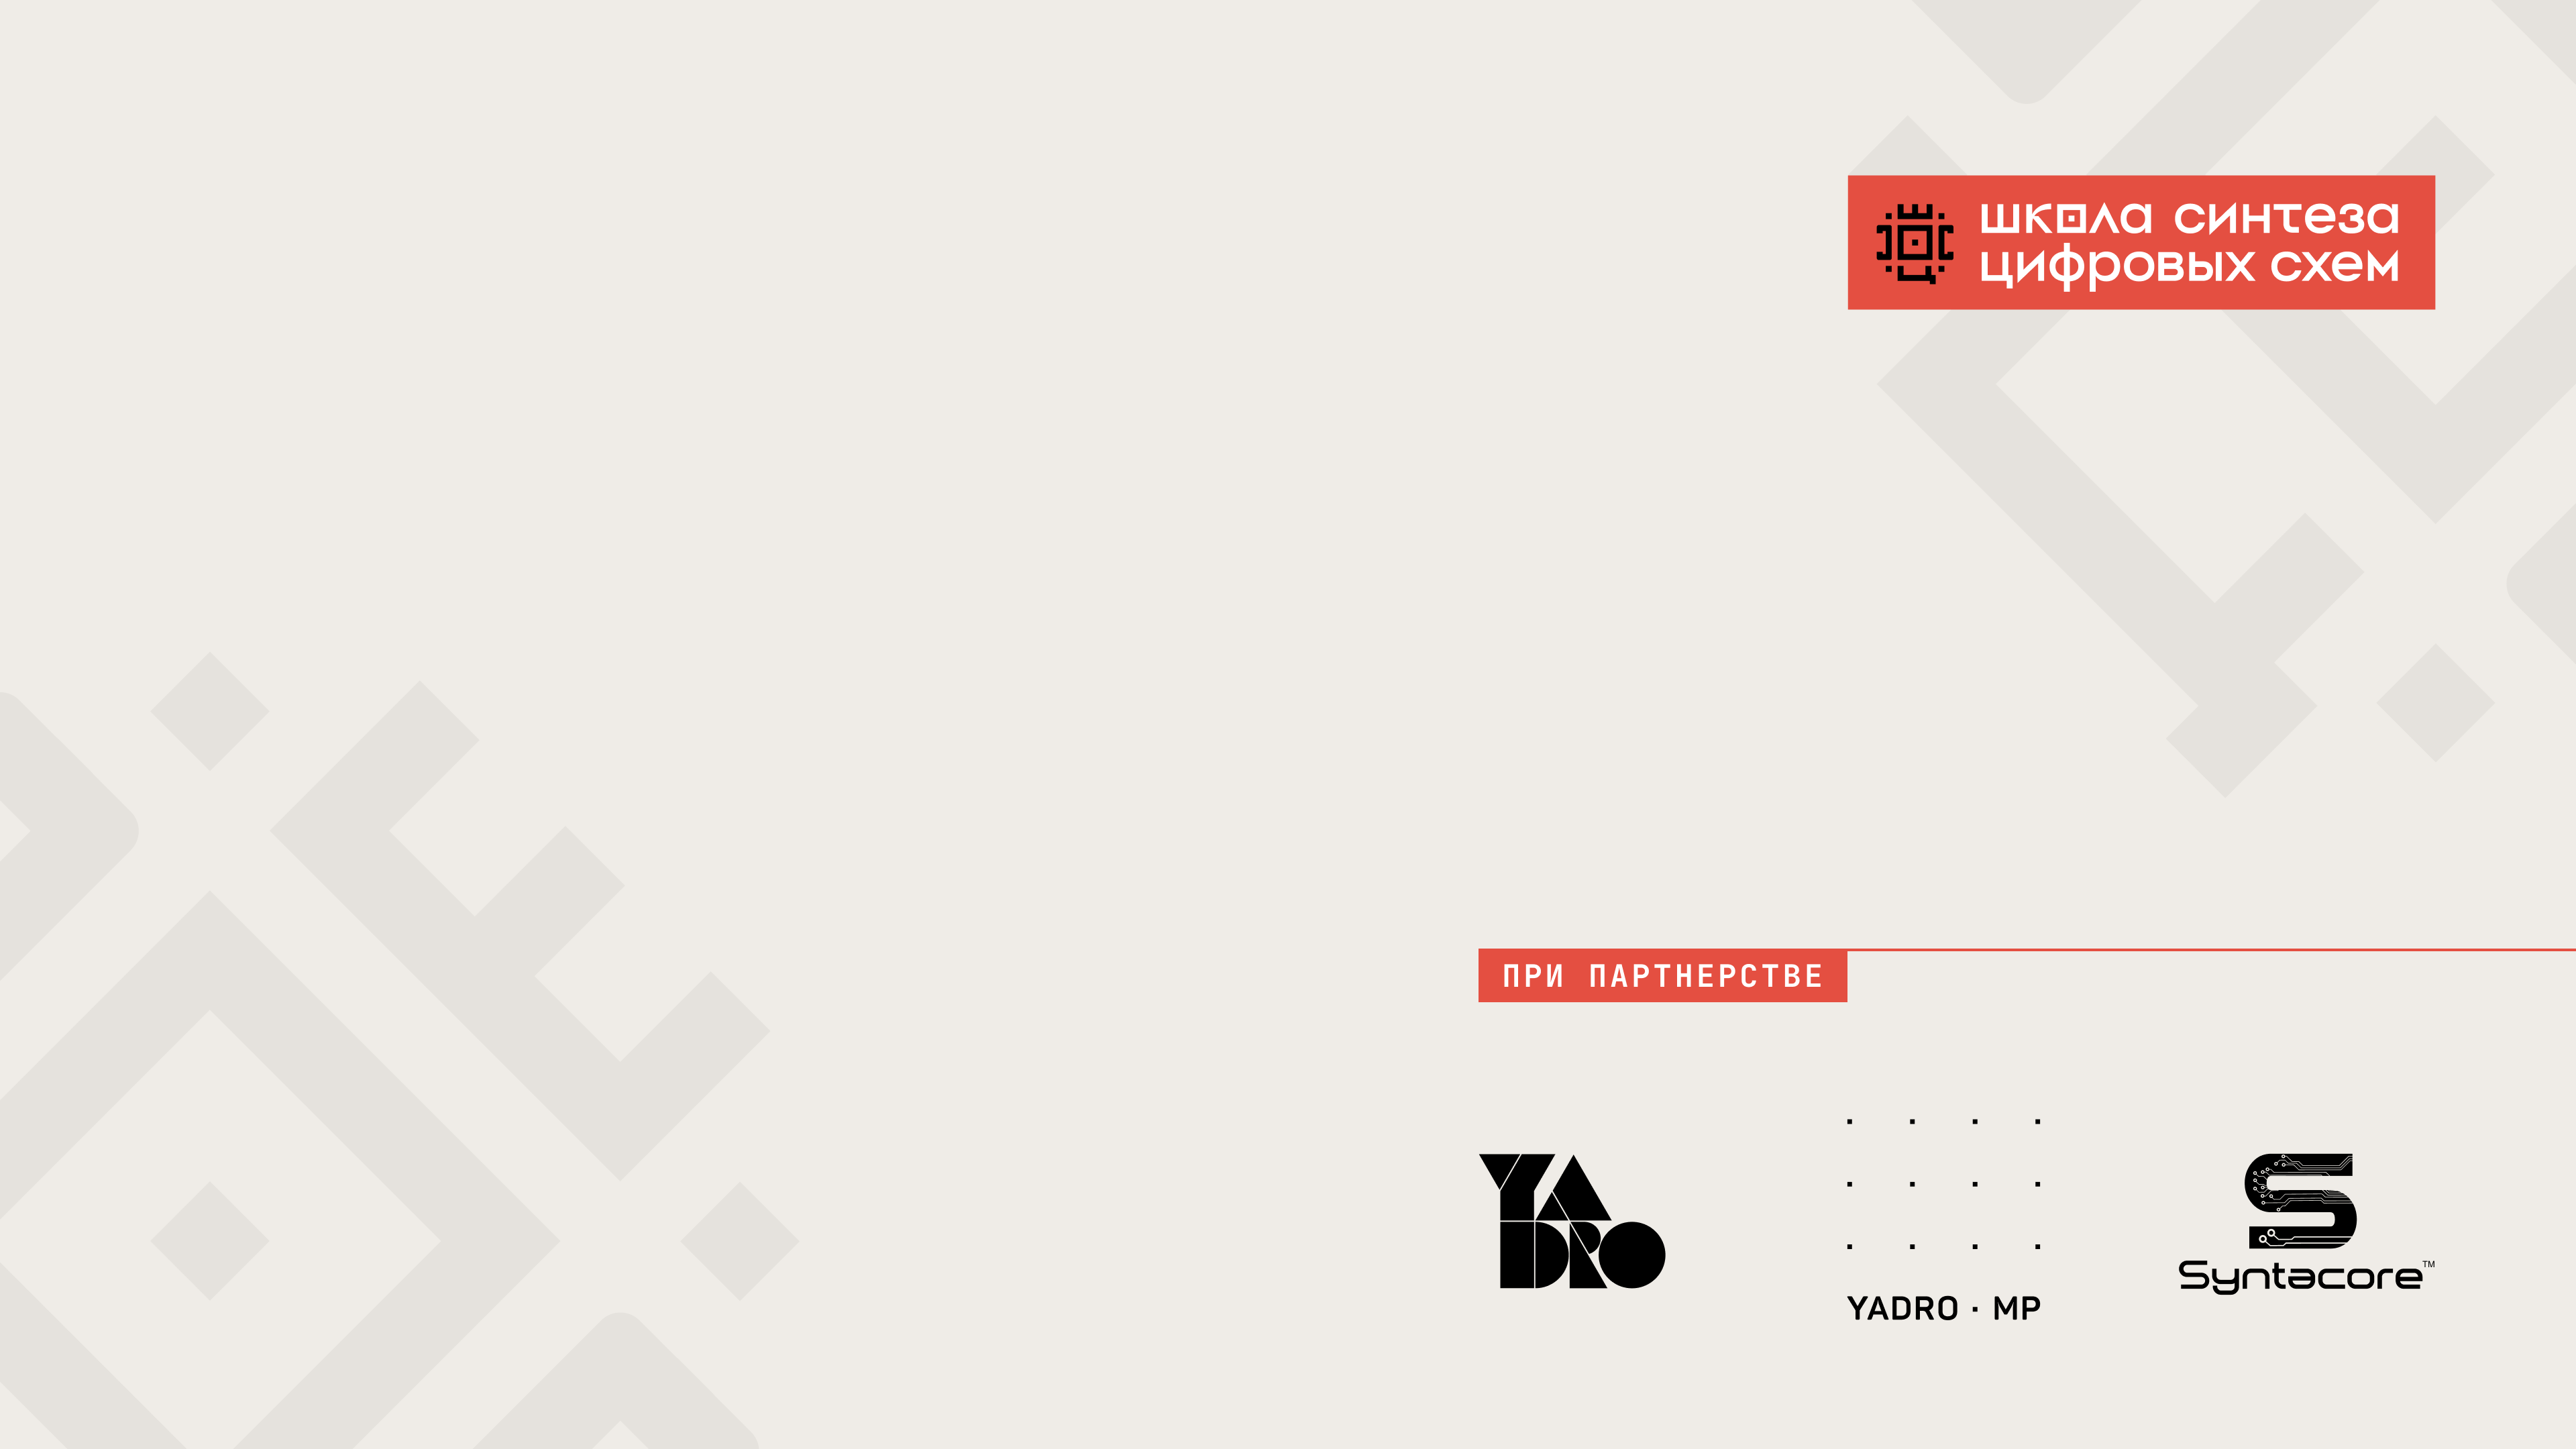 школа синтеза
цифровых схем
ПРИ ПАРТНЕРСТВЕ
YADRO
YADRO · MP
Syntacore™